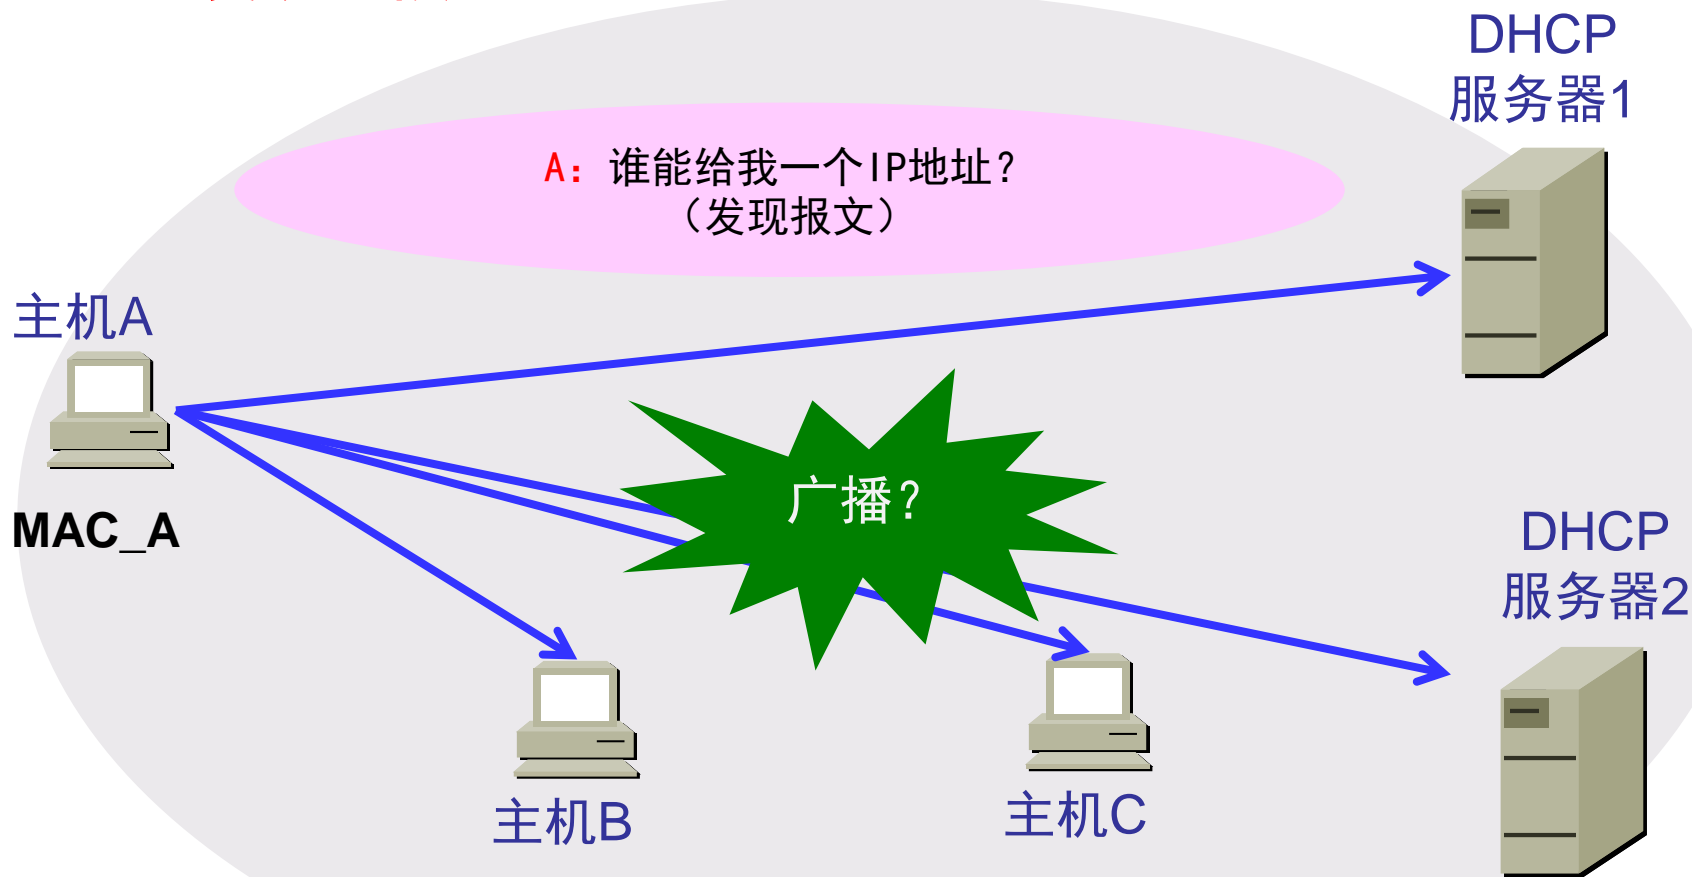 DHCP
服务器1
A：谁能给我一个IP地址？
（发现报文）
主机A
广播？
MAC_A
DHCP
服务器2
主机B
主机C